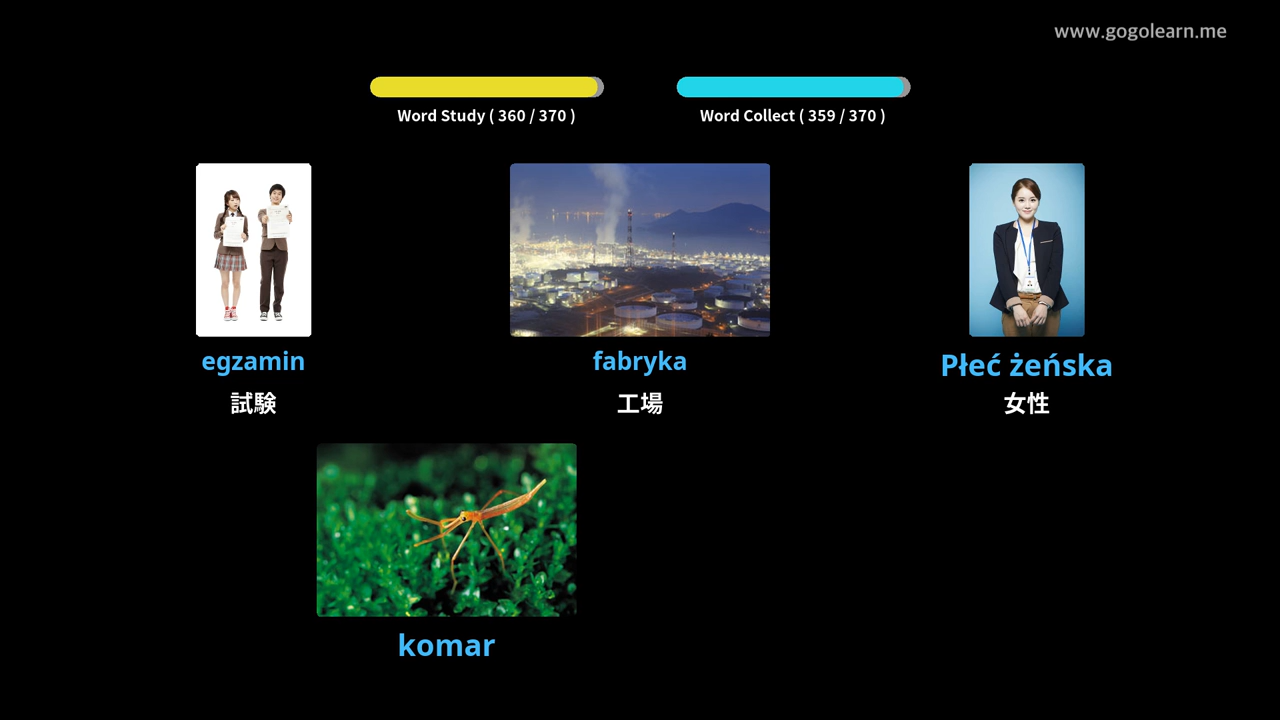 www.gogolearn.me
Word Study ( 360 / 370 )
Word Collect ( 359 / 370 )
egzamin
fabryka
Płeć żeńska
試験
工場
女性
komar